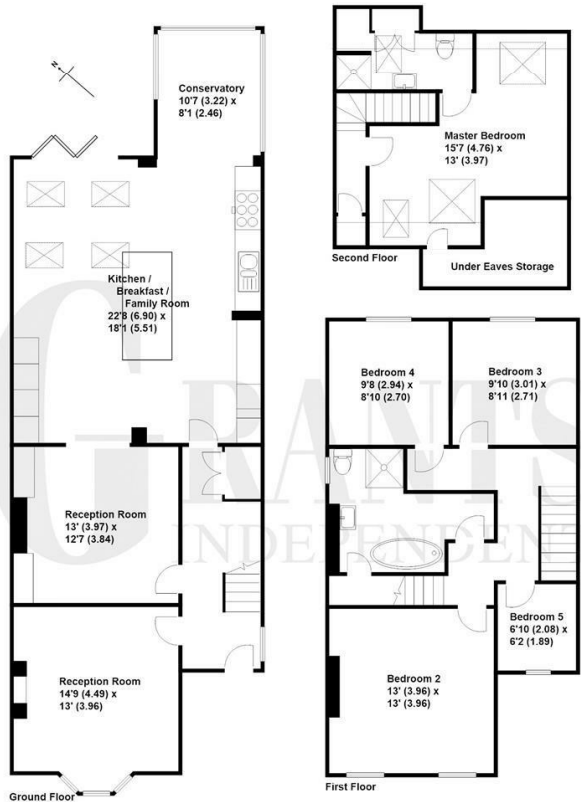 N
Conservatory
10'7 (3.22) x
8'1 (2.46)
Kitchen /
Breakfast /
Family Room
22'8 (6.90) x
18'1 (5.51)
Reception Room
13' (3.97) x
12'7 (3.84)
Reception Room
14'9 (4.49) x
13' (3.96)
Ground Floor
Master Bedroom
15'7 (4.76) x
13' (3.97)
Second Floor
Under Eaves Storage
Bedroom 4
9'8 (2.94) x
8'10 (2.70)
Bedroom 3
9'10 (3.01) x
8'11 (2.71)
Bedroom 5
6'10 (2.08) x
6'2 (1.89)
Bedroom 2
13' (3.96) x
13' (3.96)
First Floor
GRANTS
INDEPENDENT